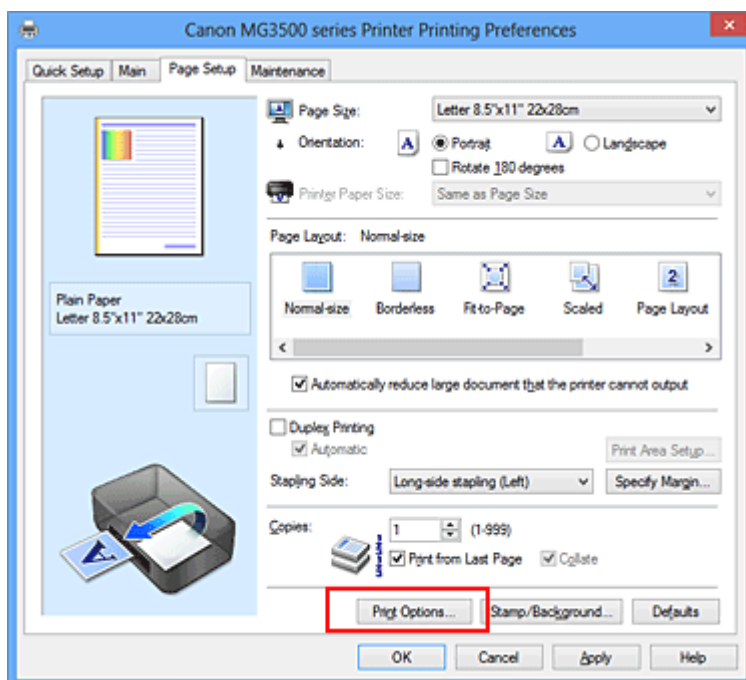 Canon MG3500 series Printer Printing Preferences
Quick Setup Main Page Setup Maintenance
Page Size: Letter 8.5"x11" 22x28cm
Orientation: A Portrait A Landscape
Rotate 180 degrees
Printer Paper Size: Same as Page Size
Page Layout: Normal-size
2
Normal-size Borderless Fit-to-Page Scaled Page Layout
Plain Paper
Letter 8.5"x11" 22x28cm
Automatically reduce large document that the printer cannot output
Duplex Printing
Automatic Print Area Setup...
Stapling Side: Long-side stapling (Left) Specify Margin...
Copies: 1 (1-999)
Print from Last Page Collate
A
Print Options... Stamp/Background... Defaults
OK Cancel Apply Help